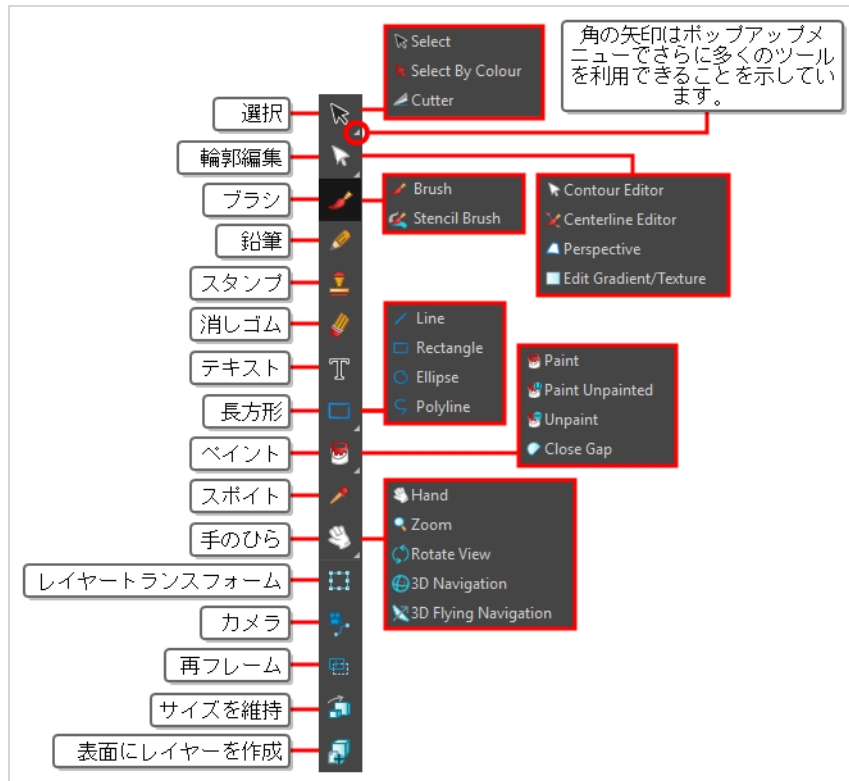 角の矢印はポップアップメ
ニューでさらに多くのツール
を利用できることを示してい
ます。
Select
Select By Colour
Cutter
選択
輪郭編集
ブラシ
Brush
Stencil Brush
Contour Editor
Centerline Editor
Perspective
Edit Gradient/Texture
鉛筆
スタンプ
消しゴム
テキスト
長方形
Line
Rectangle
Ellipse
Polyline
ペイント
Paint
Paint Unpainted
Unpaint
Close Gap
スポイト
手のひら
Hand
Zoom
Rotate View
3D Navigation
3D Flying Navigation
レイヤートランスフォーム
カメラ
再フレーム
サイズを維持
表面にレイヤーを作成